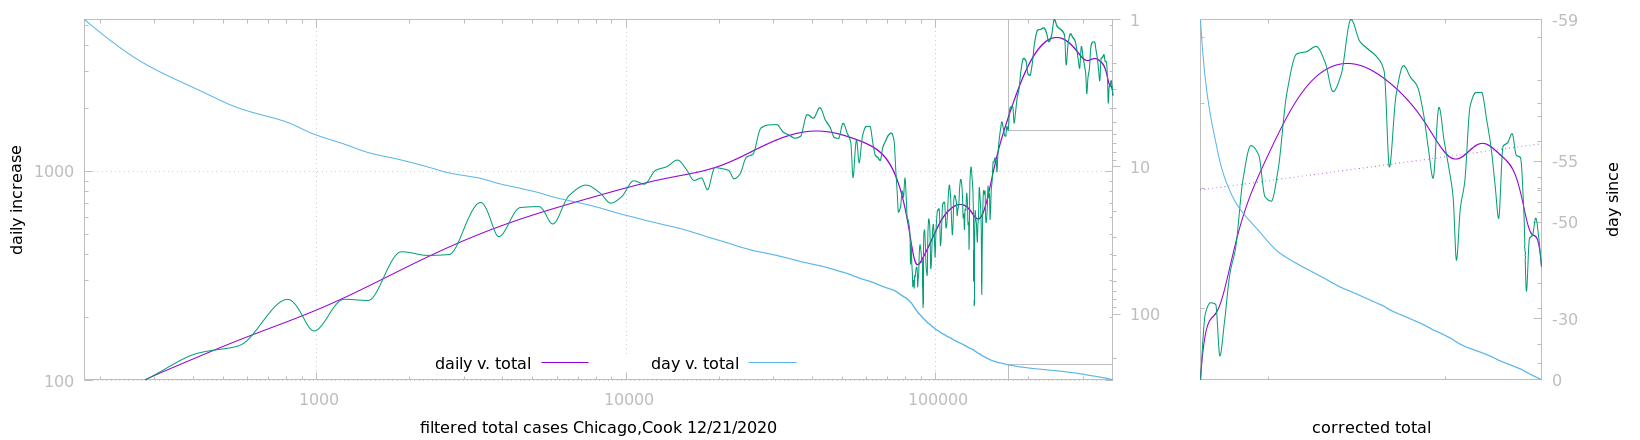 daily increase
1000
100
daily v. total
day v. total
1
10
100
1000
10000
100000
filtered total cases Chicago,Cook 12/21/2020
-59
-55
-50
-30
0
day since
corrected total